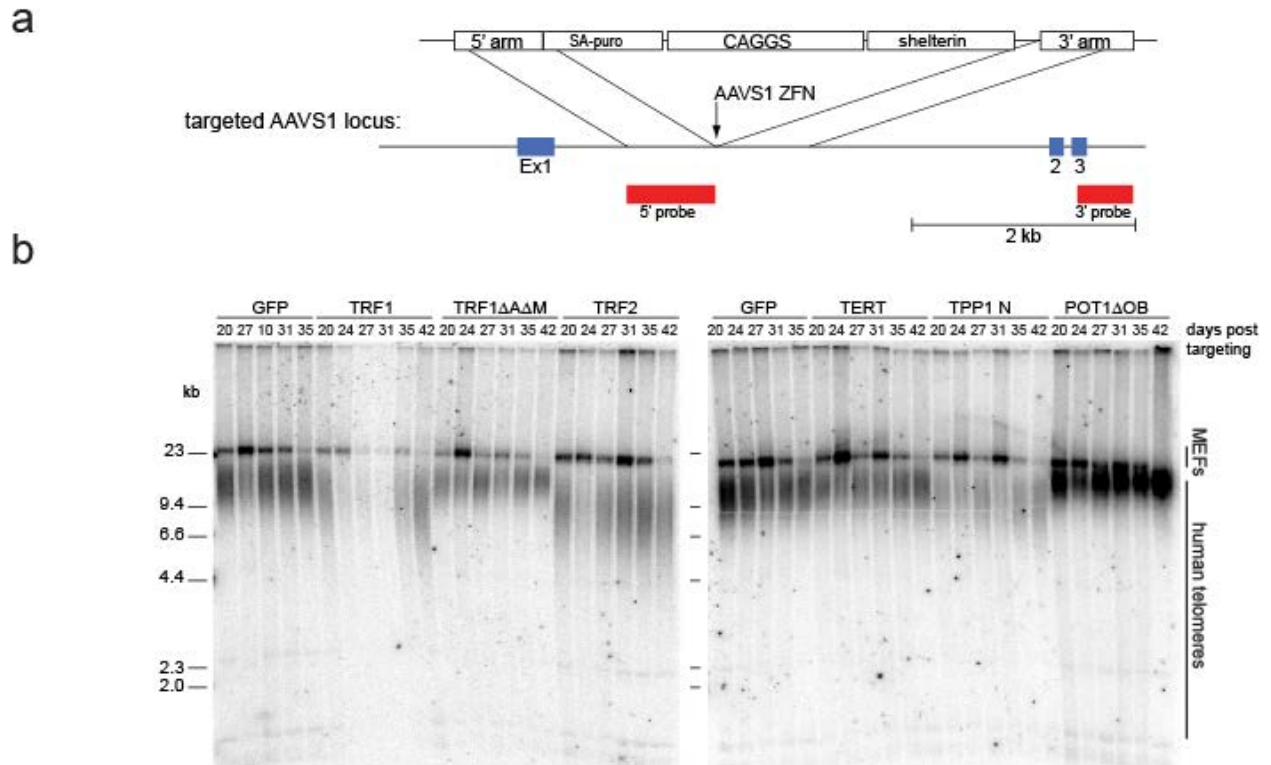 a
5' arm SA-puro CAGGS shelterin 3' arm
AAVS1 ZFN
targeted AAVS1 locus:
Ex1 2 3
5' probe 3' probe
2 kb
b
GFP TRF1 TRF1ΔAΔM TRF2 GFP TERT TPP1 N POT1ΔOB
20 27 10 31 35 20 24 27 31 35 42 20 24 27 31 35 42 20 24 27 31 35 42 20 24 27 31 35 20 24 27 31 35 42 20 24 27 31 35 42 20 24 27 31 35 42 days post
targeting
kb
23
9.4
6.6
4.4
2.3
2.0
MEFs
human telomeres